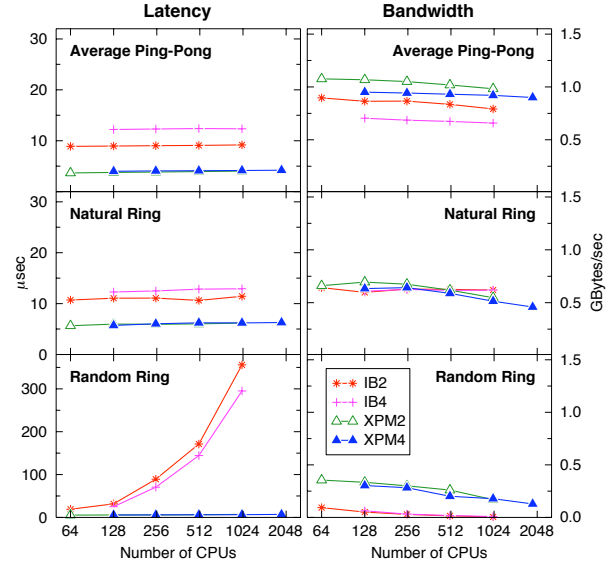 Latency
Bandwidth
30
20
10
0
Average Ping-Pong
Average Ping-Pong
1.5
1.0
0.5
30
20
10
0
μsec
Natural Ring
Natural Ring
1.5
1.0
0.5
GBytes/sec
300
200
100
0
Random Ring
Random Ring
IB2
IB4
XPM2
XPM4
1.5
1.0
0.5
0.0
64 128 256 512 1024 2048
64 128 256 512 1024 2048
Number of CPUs
Number of CPUs